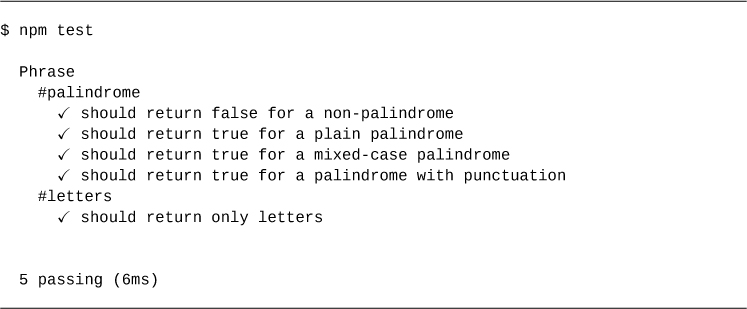 $ npm test
Phrase
#palindrome
✓ should return false for a non-palindrome
✓ should return true for a plain palindrome
✓ should return true for a mixed-case palindrome
✓ should return true for a palindrome with punctuation
#letters
✓ should return only letters
5 passing (6ms)